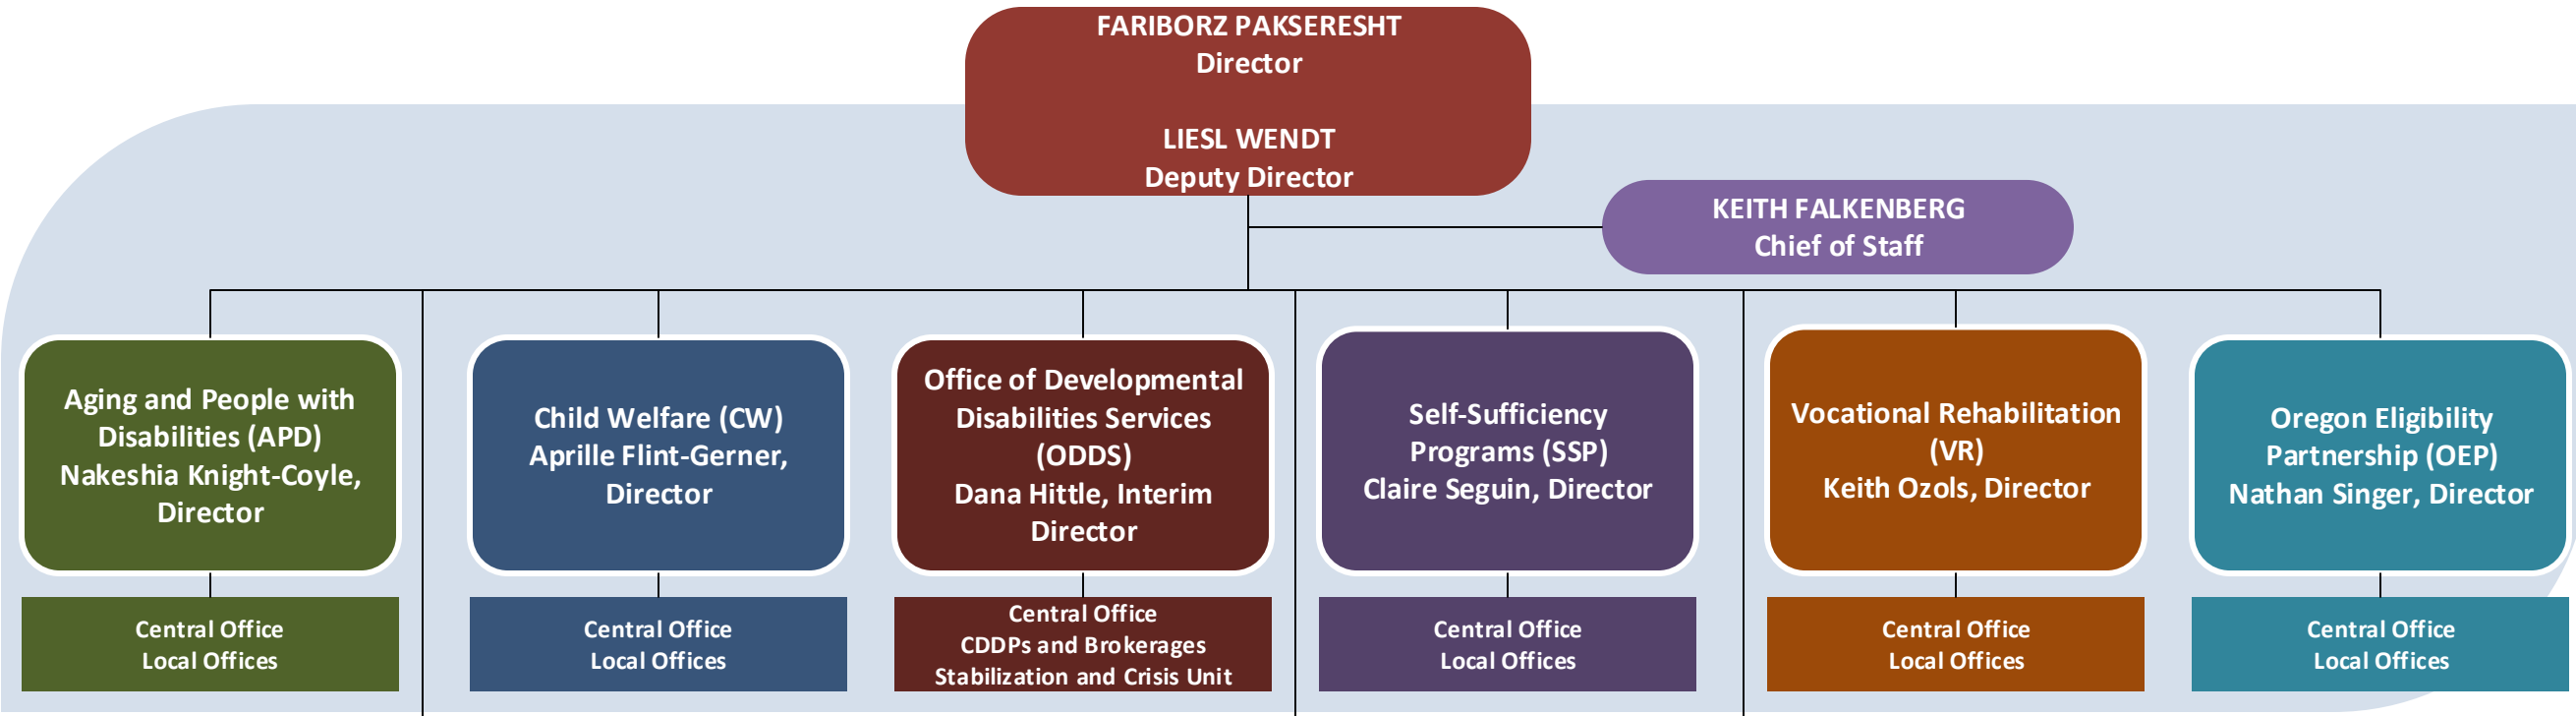 FARIBORZ PAKSERESHT
Director
LIESL WENDT
Deputy Director
KEITH FALKENBERG
Chief of Staff
Aging and People with
Disabilities (APD)
Nakeshia Knight-Coyle,
Director
Child Welfare (CW)
Aprille Flint-Gerner,
Director
Office of Developmental
Disabilities Services
(ODDS)
Dana Hittle, Interim
Director
Self-Sufficiency
Programs (SSP)
Claire Seguin, Director
Vocational Rehabilitation
(VR)
Keith Ozols, Director
Oregon Eligibility
Partnership (OEP)
Nathan Singer, Director
Central Office
Local Offices
Central Office
Local Offices
Central Office
CDDPs and Brokerages
Stabilization and Crisis Unit
Central Office
Local Offices
Central Office
Local Offices
Central Office
Local Offices